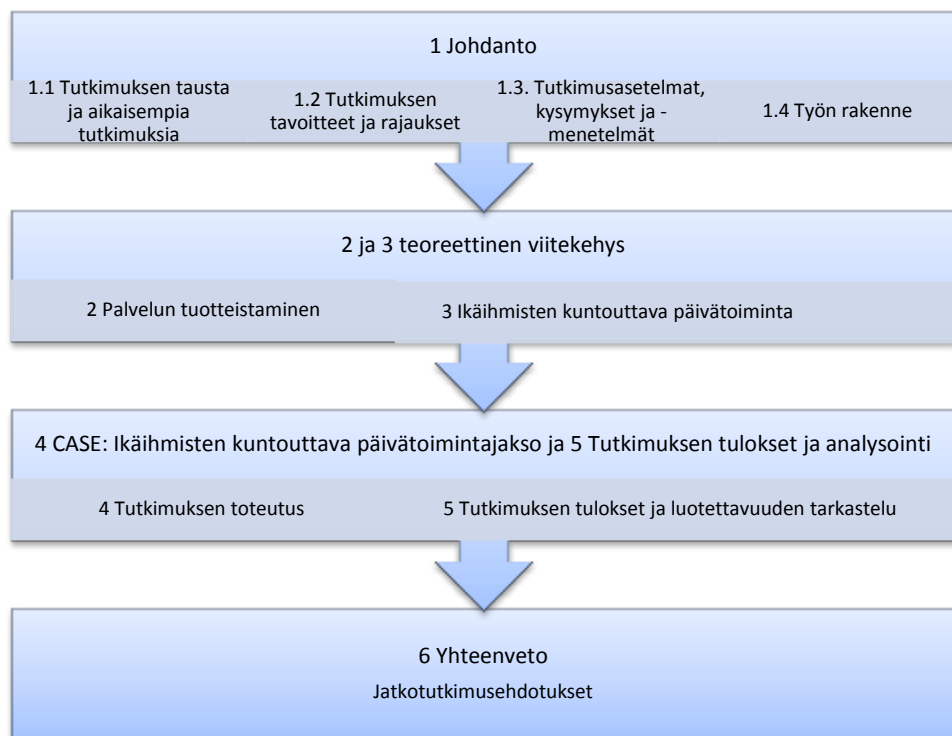 1 Johdanto
1.1 Tutkimuksen tausta
ja aikaisempia
tutkimuksia
1.2 Tutkimuksen
tavoitteet ja rajaukset
1.3. Tutkimusasetelmat,
kysymykset ja -
menetelmät
1.4 Työn rakenne
2 ja 3 teoreettinen viitekehys
2 Palvelun tuotteistaminen
3 Ikäihmisten kuntouttava päivätoiminta
4 CASE: Ikäihmisten kuntouttava päivätoimintajakso ja 5 Tutkimuksen tulokset ja analysointi
4 Tutkimuksen toteutus
5 Tutkimuksen tulokset ja luotettavuuden tarkastelu
6 Yhteenveto
Jatkotutkimusehdotukset